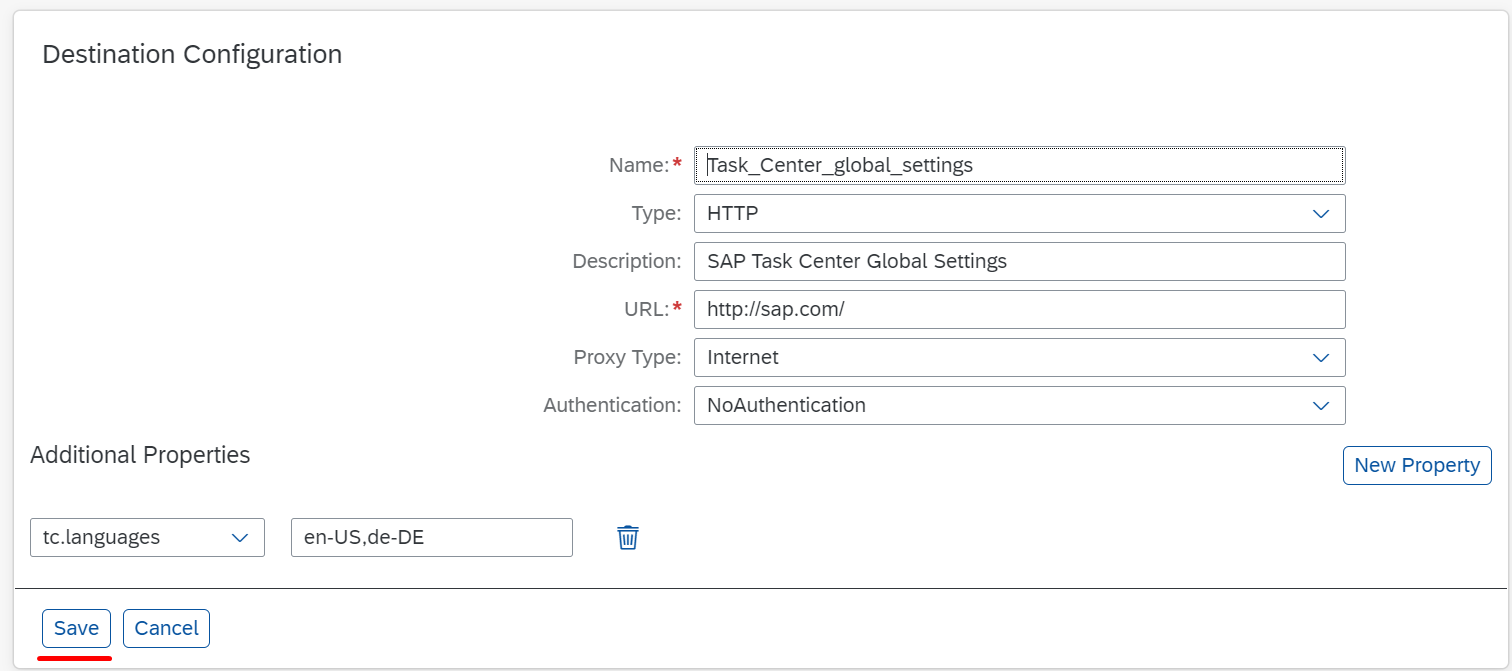 Destination Configuration
Name:* Task_Center_global_settings
Type: HTTP
Description: SAP Task Center Global Settings
URL:* http://sap.com/
Proxy Type: Internet
Authentication: NoAuthentication
Additional Properties
New Property
tc.languages en-US,de-DE
Save Cancel